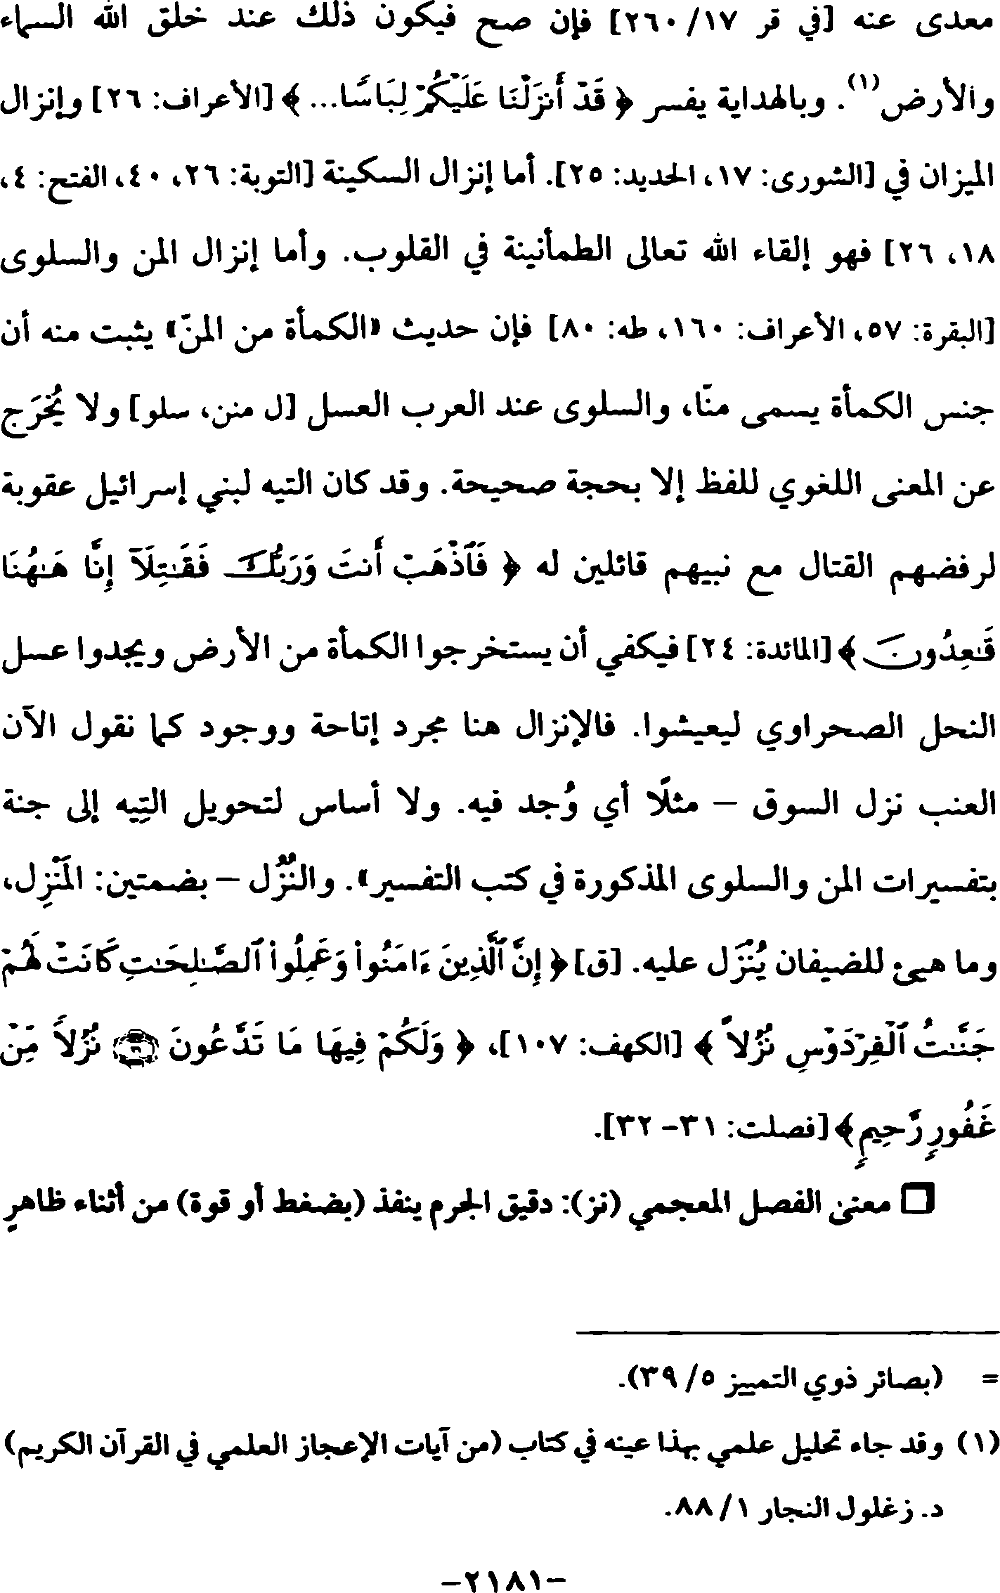 معدى عنه [في قر ١٧/ ٢٦٠] فإن صح فيكون ذلك عند خلق الله السماء
والأرض(١). وبالهداية يفسر ﴿ قَدْ أَنزَلْنَا عَلَيْكُمْ لِبَاسًا... ﴾ [الأعراف: ٢٦] وإنزال
الميزان في [الشورى: ١٧، الحديد: ٢٥]. أما إنزال السكينة [التوبة: ٢٦، ٤٠، الفتح: ٤،
١٨، ٢٦] فهو إلقاء الله تعالى الطمأنينة في القلوب. وأما إنزال المن والسلوى
[البقرة: ٥٧، الأعراف: ١٦٠، طه: ٨٠] فإن حديث «الكمأة من المنّ» يثبت منه أن
جنس الكمأة يسمى منّا، والسلوى عند العرب العسل [ل منن، سلو] ولا يُخْرَج
عن المعنى اللغوي للفظ إلا بحجة صحيحة. وقد كان التيه لبني إسرائيل عقوبة
لرفضهم القتال مع نبيهم قائلين له ﴿ فَٱذْهَبْ أَنتَ وَرَبُّكَ فَقَٰتِلَآ إِنَّا هَٰهُنَا
قَٰعِدُونَ ﴾ [المائدة: ٢٤] فيكفي أن يستخرجوا الكمأة من الأرض ويجدوا عسل
النحل الصحراوي ليعيشوا. فالإنزال هنا مجرد إتاحة ووجود كما نقول الآن
العنب نزل السوق – مثلًا أي وُجد فيه. ولا أساس لتحويل التِيه إلى جنة
بتفسيرات المن والسلوى المذكورة في كتب التفسير». والنُزُل – بضمتين: المَنْزِل،
وما هيئ للضيفان يُنْزَل عليه. [ق] ﴿ إِنَّ ٱلَّذِينَ ءَامَنُوا۟ وَعَمِلُوا۟ ٱلصَّٰلِحَٰتِ كَانَتْ لَهُمْ
جَنَّٰتُ ٱلْفِرْدَوْسِ نُزُلاً ﴾ [الكهف: ١٠٧]، ﴿ وَلَكُمْ فِيهَا مَا تَدَّعُونَ ٣١ نُزُلاً مِّنْ
غَفُورٍ رَّحِيمٍ﴾ [فصلت: ٣١- ٣٢].
❑ معنى الفصل المعجمي (نز): دقيق الجرم ينفذ (بضغط أو قوة) من أثناء ظاهرٍ
= (بصائر ذوي التمييز ٥/ ٣٩).
(١) وقد جاء تحليل علمي بهذا عينه في كتاب (من آيات الإعجاز العلمي في القرآن الكريم)
د. زغلول النجار ١/ ٨٨.
-٢١٨١-